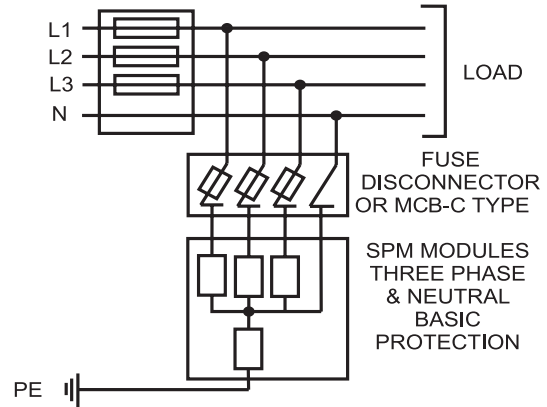 L1
L2
L3
N
LOAD
FUSE
DISCONNECTOR
OR MCB-C TYPE
SPM MODULES
THREE PHASE
& NEUTRAL
BASIC
PROTECTION
PE